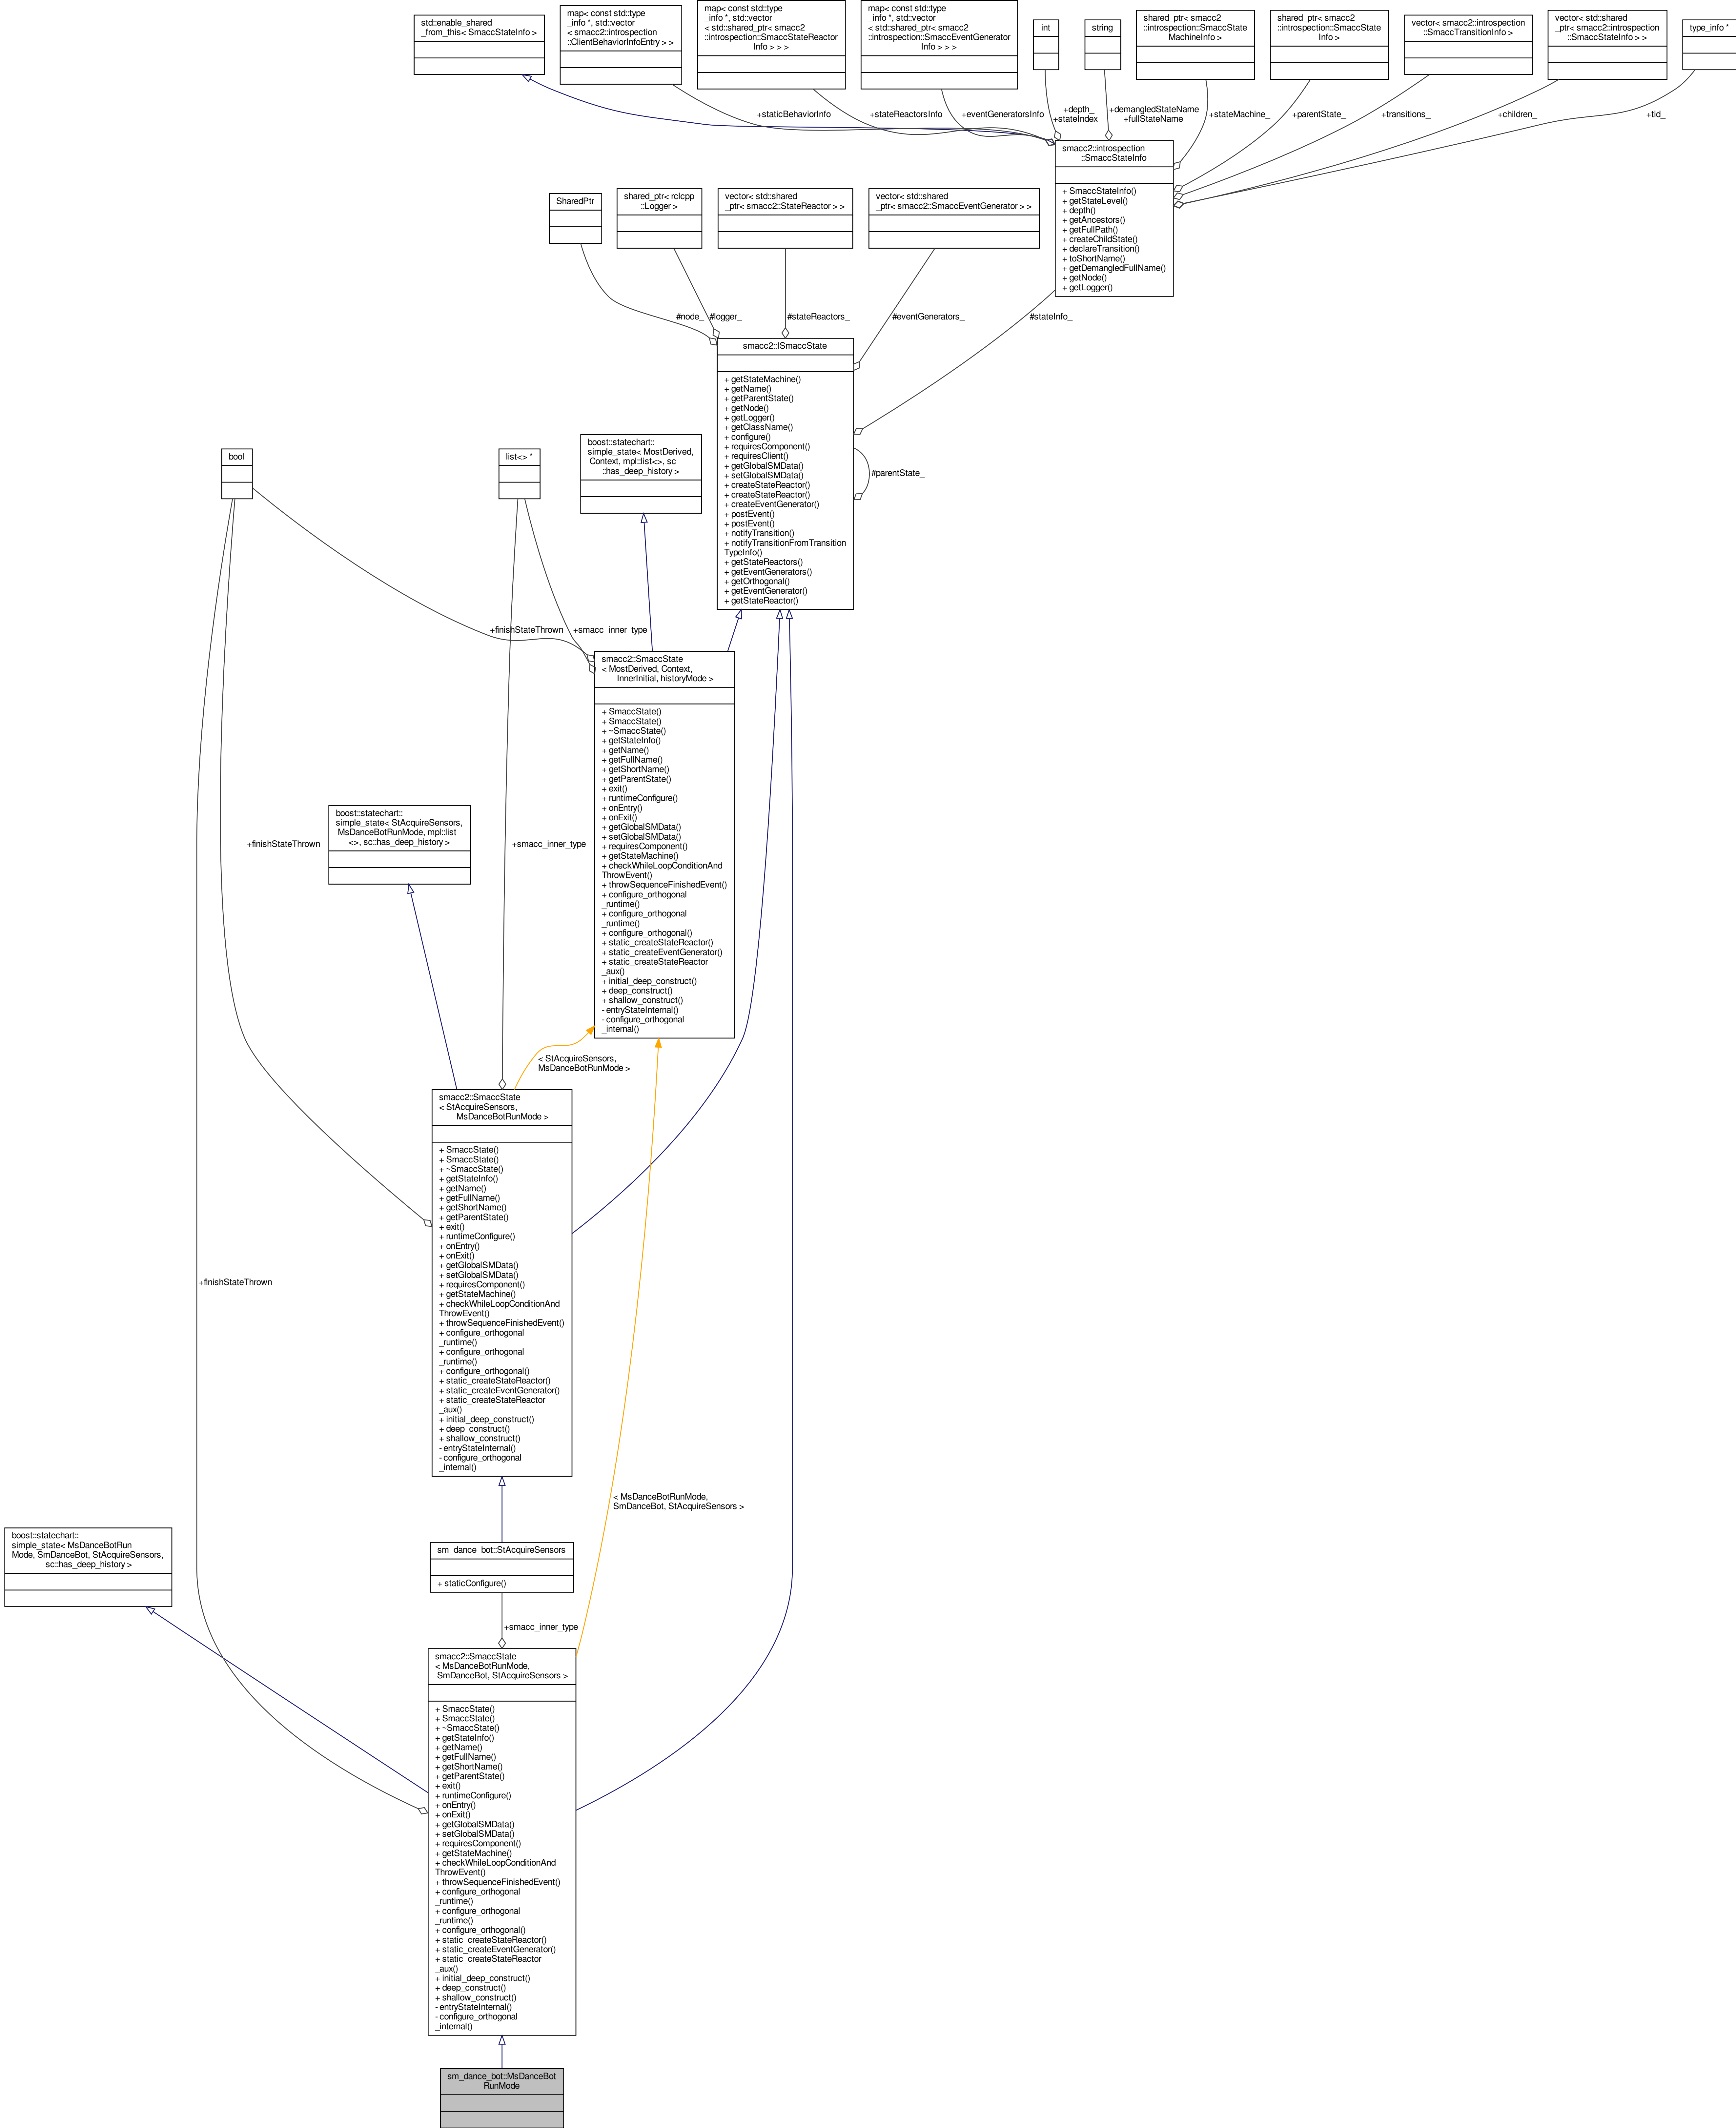 std::enable_shared
_from_this< SmaccStateInfo >
map< const std::type
_info *, std::vector
< smacc2::introspection
::ClientBehaviorInfoEntry > >
map< const std::type
_info *, std::vector
< std::shared_ptr< smacc2
::introspection::SmaccStateReactor
Info > > >
map< const std::type
_info *, std::vector
< std::shared_ptr< smacc2
::introspection::SmaccEventGenerator
Info > > >
int
string
shared_ptr< smacc2
::introspection::SmaccState
MachineInfo >
shared_ptr< smacc2
::introspection::SmaccState
Info >
vector< smacc2::introspection
::SmaccTransitionInfo >
vector< std::shared
_ptr< smacc2::introspection
::SmaccStateInfo > >
type_info *
+staticBehaviorInfo
+stateReactorsInfo
+eventGeneratorsInfo
+depth_
+stateIndex_
+demangledStateName
+fullStateName
+stateMachine_
+parentState_
+transitions_
+children_
+tid_
smacc2::introspection
::SmaccStateInfo
+ SmaccStateInfo()
+ getStateLevel()
+ depth()
+ getAncestors()
+ getFullPath()
+ createChildState()
+ declareTransition()
+ toShortName()
+ getDemangledFullName()
+ getNode()
+ getLogger()
SharedPtr
shared_ptr< rclcpp
::Logger >
vector< std::shared
_ptr< smacc2::StateReactor > >
vector< std::shared
_ptr< smacc2::SmaccEventGenerator > >
#node_
#logger_
#stateReactors_
#eventGenerators_
#stateInfo_
smacc2::ISmaccState
+ getStateMachine()
+ getName()
+ getParentState()
+ getNode()
+ getLogger()
+ getClassName()
+ configure()
+ requiresComponent()
+ requiresClient()
+ getGlobalSMData()
+ setGlobalSMData()
+ createStateReactor()
+ createStateReactor()
+ createEventGenerator()
+ postEvent()
+ postEvent()
+ notifyTransition()
+ notifyTransitionFromTransition
TypeInfo()
+ getStateReactors()
+ getEventGenerators()
+ getOrthogonal()
+ getEventGenerator()
+ getStateReactor()
#parentState_
bool
list<> *
boost::statechart::
simple_state< MostDerived,
Context, mpl::list<>, sc
::has_deep_history >
+finishStateThrown
+smacc_inner_type
smacc2::SmaccState
< MostDerived, Context,
InnerInitial, historyMode >
+ SmaccState()
+ SmaccState()
+ ~SmaccState()
+ getStateInfo()
+ getName()
+ getFullName()
+ getShortName()
+ getParentState()
+ exit()
+ runtimeConfigure()
+ onEntry()
+ onExit()
+ getGlobalSMData()
+ setGlobalSMData()
+ requiresComponent()
+ getStateMachine()
+ checkWhileLoopConditionAnd
ThrowEvent()
+ throwSequenceFinishedEvent()
+ configure_orthogonal
_runtime()
+ configure_orthogonal
_runtime()
+ configure_orthogonal()
+ static_createStateReactor()
+ static_createEventGenerator()
+ static_createStateReactor
_aux()
+ initial_deep_construct()
+ deep_construct()
+ shallow_construct()
- entryStateInternal()
- configure_orthogonal
_internal()
boost::statechart::
simple_state< StAcquireSensors,
MsDanceBotRunMode, mpl::list
<>, sc::has_deep_history >
+finishStateThrown
+smacc_inner_type
< StAcquireSensors,
MsDanceBotRunMode >
smacc2::SmaccState
< StAcquireSensors,
MsDanceBotRunMode >
+ SmaccState()
+ SmaccState()
+ ~SmaccState()
+ getStateInfo()
+ getName()
+ getFullName()
+ getShortName()
+ getParentState()
+ exit()
+ runtimeConfigure()
+ onEntry()
+ onExit()
+ getGlobalSMData()
+ setGlobalSMData()
+ requiresComponent()
+ getStateMachine()
+ checkWhileLoopConditionAnd
ThrowEvent()
+ throwSequenceFinishedEvent()
+ configure_orthogonal
_runtime()
+ configure_orthogonal
_runtime()
+ configure_orthogonal()
+ static_createStateReactor()
+ static_createEventGenerator()
+ static_createStateReactor
_aux()
+ initial_deep_construct()
+ deep_construct()
+ shallow_construct()
- entryStateInternal()
- configure_orthogonal
_internal()
+finishStateThrown
< MsDanceBotRunMode,
SmDanceBot, StAcquireSensors >
boost::statechart::
simple_state< MsDanceBotRun
Mode, SmDanceBot, StAcquireSensors,
sc::has_deep_history >
sm_dance_bot::StAcquireSensors
+ staticConfigure()
+smacc_inner_type
smacc2::SmaccState
< MsDanceBotRunMode,
SmDanceBot, StAcquireSensors >
+ SmaccState()
+ SmaccState()
+ ~SmaccState()
+ getStateInfo()
+ getName()
+ getFullName()
+ getShortName()
+ getParentState()
+ exit()
+ runtimeConfigure()
+ onEntry()
+ onExit()
+ getGlobalSMData()
+ setGlobalSMData()
+ requiresComponent()
+ getStateMachine()
+ checkWhileLoopConditionAnd
ThrowEvent()
+ throwSequenceFinishedEvent()
+ configure_orthogonal
_runtime()
+ configure_orthogonal
_runtime()
+ configure_orthogonal()
+ static_createStateReactor()
+ static_createEventGenerator()
+ static_createStateReactor
_aux()
+ initial_deep_construct()
+ deep_construct()
+ shallow_construct()
- entryStateInternal()
- configure_orthogonal
_internal()
sm_dance_bot::MsDanceBot
RunMode